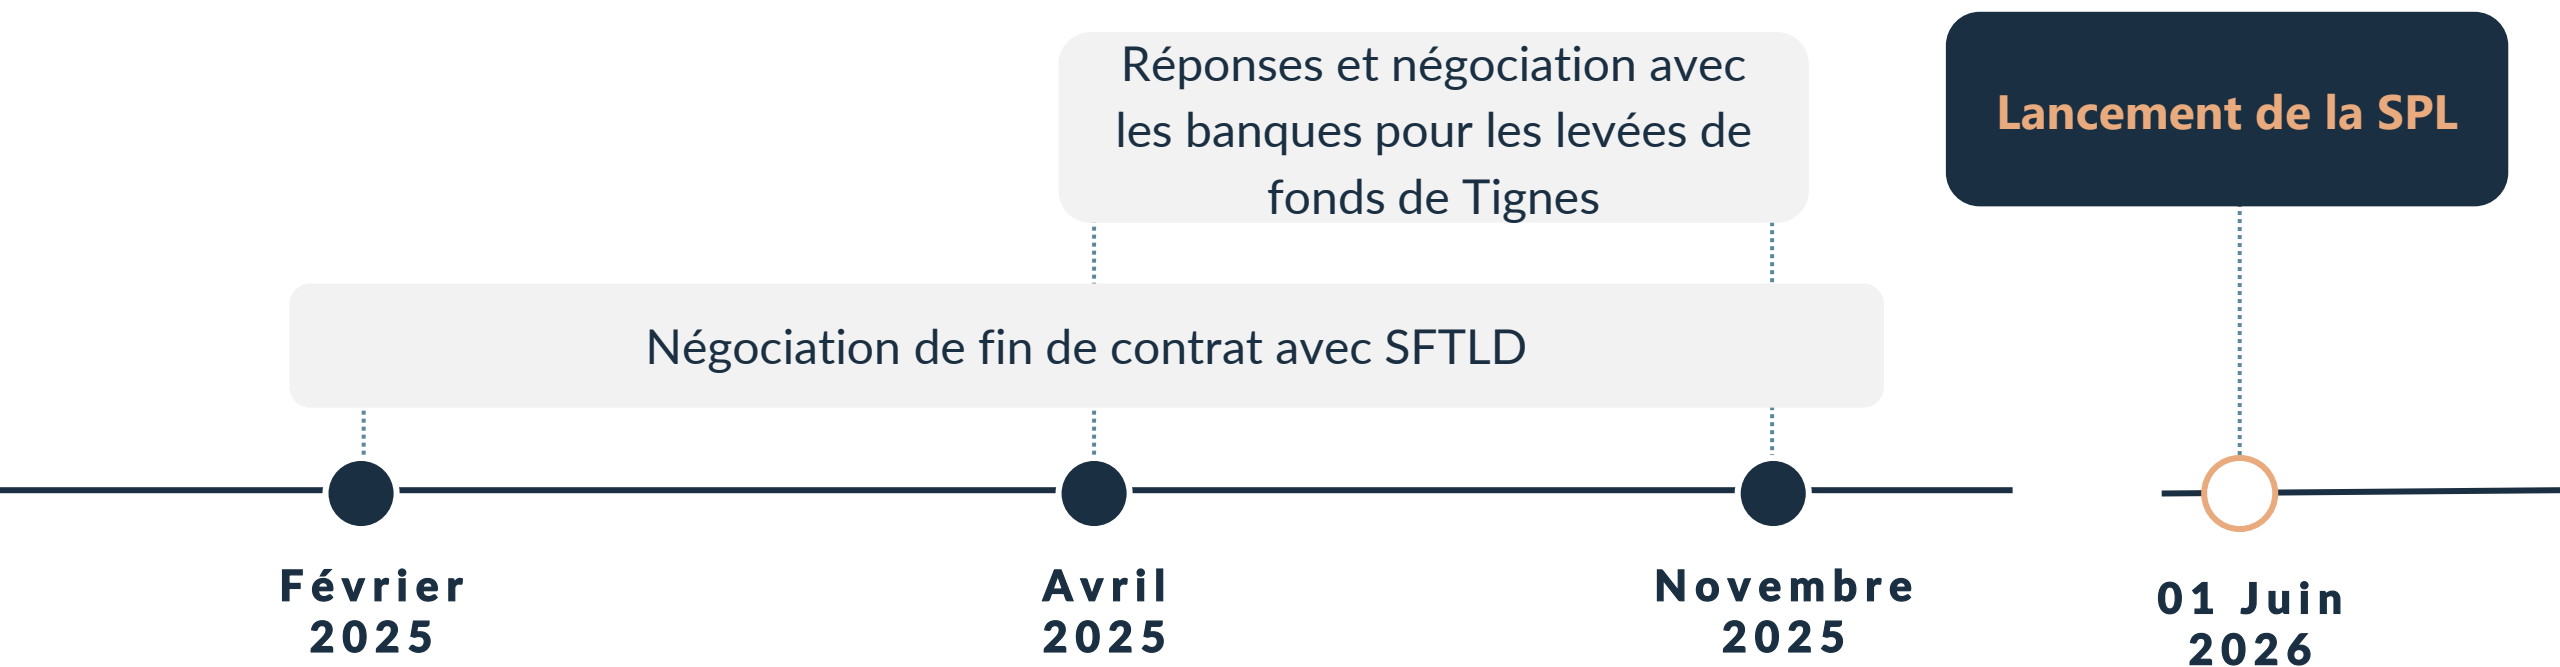 Réponses et négociation avec
les banques pour les levées de
fonds de Tignes
Lancement de la SPL
Négociation de fin de contrat avec SFTLD
Février
2025
Avril
2025
Novembre
2025
01 Juin
2026